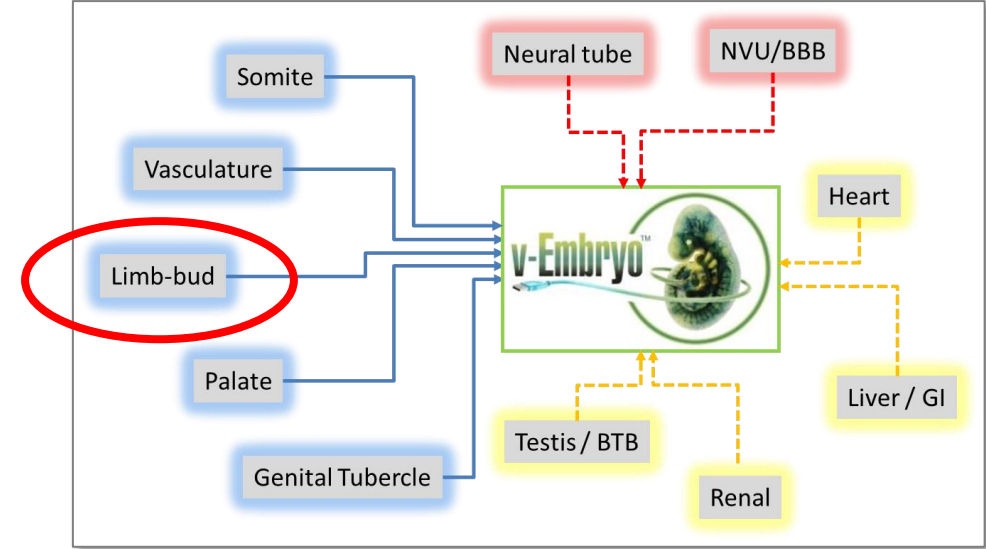 Neural tube
NVU/BBB
Somite
Vasculature
Heart
v-Embryo™
Limb-bud
Palate
Liver / GI
Testis / BTB
Genital Tubercle
Renal